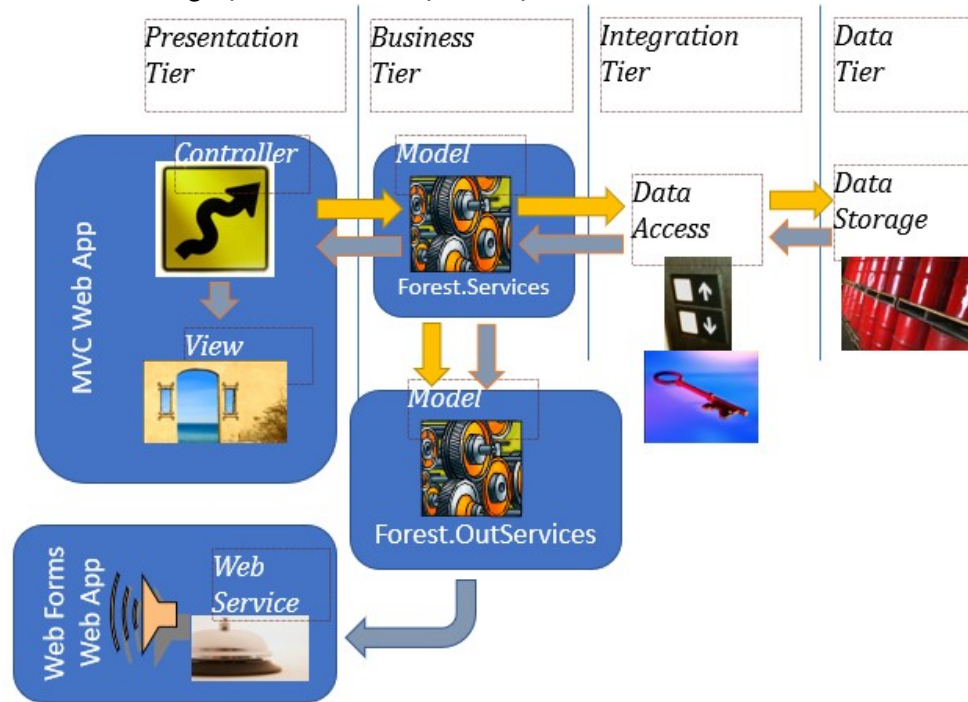 Presentation
Tier
Business
Tier
Integration
Tier
Data
Tier
MVC Web App
Controller
View
Model
Forest.Services
Data
Access
Data
Storage
Model
Forest.OutServices
Web Forms
Web App
Web
Service